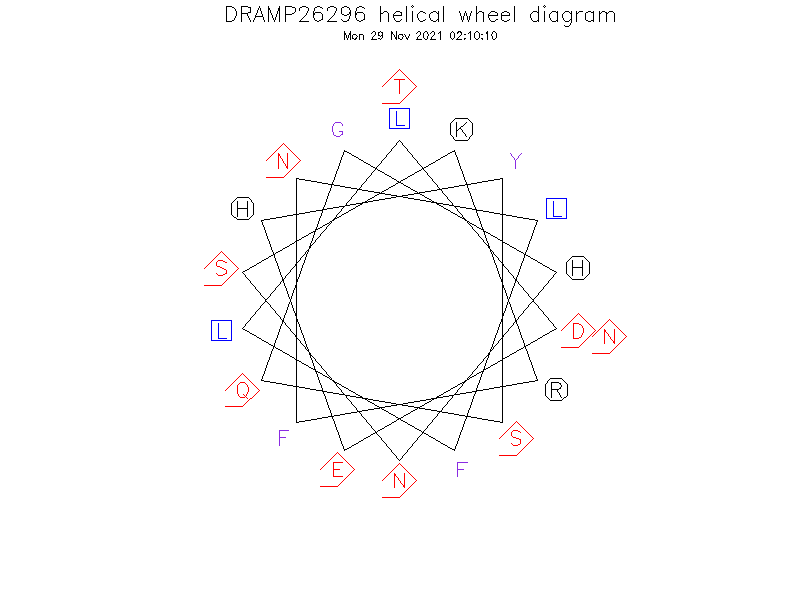 DRAMP26296 helical wheel diagram
Mon 29 Nov 2021 02:10:10
T
L
G
K
N
Y
H
L
S
H
L
D N
Q
R
F
S
E
F
N